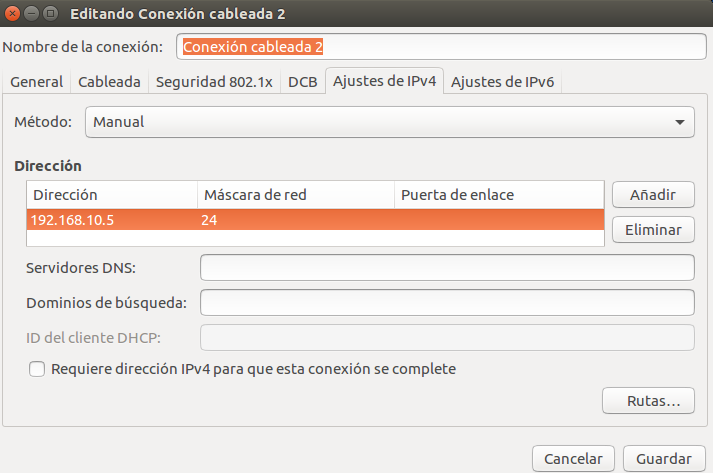 Editando Conexión cableada 2
Nombre de la conexión: Conexión cableada 2
General Cableada Seguridad 802.1x DCB Ajustes de IPv4 Ajustes de IPv6
Método: Manual
Dirección
Dirección Máscara de red Puerta de enlace Añadir
192.168.10.5 24 Eliminar
Servidores DNS:
Dominios de búsqueda:
ID del cliente DHCP:
Requiere dirección IPv4 para que esta conexión se complete
Rutas…
Cancelar Guardar